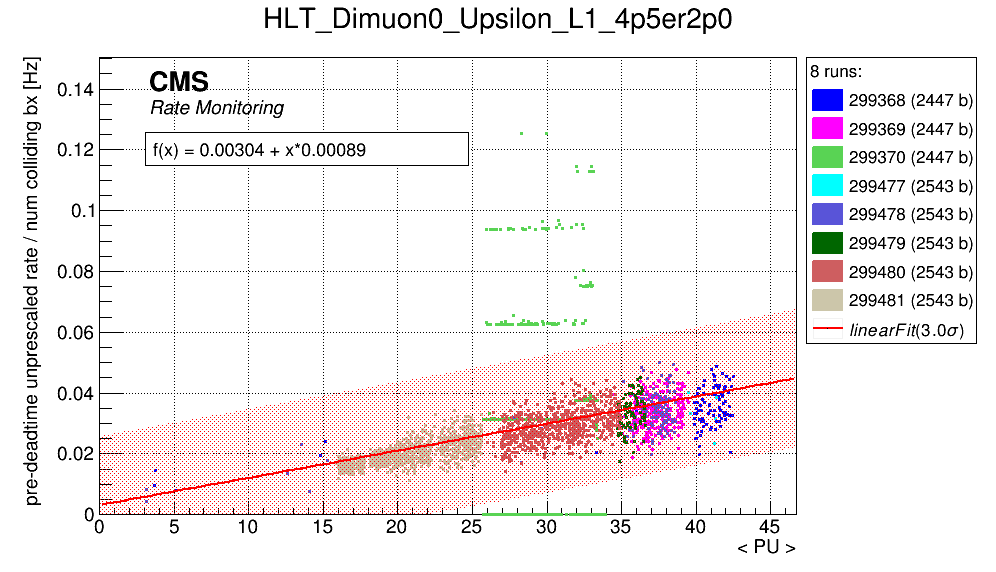 HLT_Dimuon0_Upsilon_L1_4p5er2p0
pre-deadtime unprescaled rate / num colliding bx [Hz]
CMS
Rate Monitoring
f(x) = 0.00304 + x*0.00089
0.14
0.12
0.1
0.08
0.06
0.04
0.02
0
0 5 10 15 20 25 30 35 40 45
< PU >
8 runs:
299368 (2447 b)
299369 (2447 b)
299370 (2447 b)
299477 (2543 b)
299478 (2543 b)
299479 (2543 b)
299480 (2543 b)
299481 (2543 b)
linearFit(3.0σ)